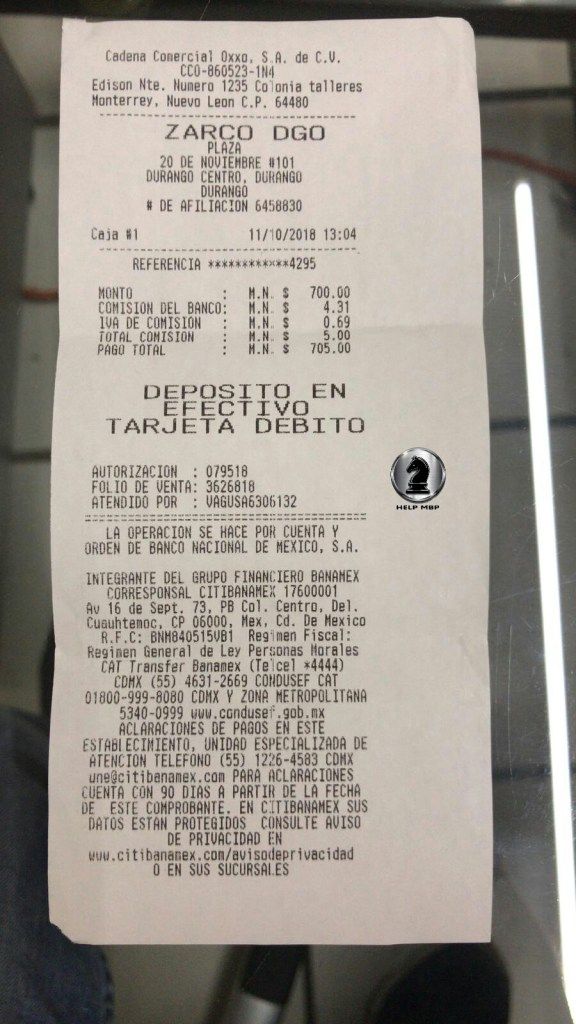 Cadena Comercial Oxxo, S.A. de C.V.
CCO-860523-1N4
Edison Nte. Numero 1235 Colonia talleres
Monterrey, Nuevo Leon C.P. 64480
ZARCO DGO
PLAZA
20 DE NOVIEMBRE #101
DURANGO CENTRO, DURANGO
DURANGO
# DE AFILIACION 6458830
Caja #1 11/10/2018 13:04
REFERENCIA ************4295
MONTO : M.N. $ 700.00
COMISION DEL BANCO: M.N. $ 4.31
IVA DE COMISION : M.N. $ 0.69
TOTAL COMISION : M.N. $ 5.00
PAGO TOTAL : M.N. $ 705.00
DEPOSITO EN
EFECTIVO
TARJETA DEBITO
AUTORIZACION : 079518
FOLIO DE VENTA: 3626818
ATENDIDO POR : VAGUSA6306132
HELP MBP
LA OPERACION SE HACE POR CUENTA Y
ORDEN DE BANCO NACIONAL DE MEXICO, S.A.
INTEGRANTE DEL GRUPO FINANCIERO BANAMEX
CORRESPONSAL CITIBANAMEX 17600001
Av 16 de Sept. 73, PB Col. Centro, Del.
Cuauhtemoc, CP 06000, Mex, Cd. De Mexico
R.F.C: BNM840515VB1 Regimen Fiscal:
Regimen General de Ley Personas Morales
CAT Transfer Banamex (Telcel *4444)
CDMX (55) 4631-2669 CONDUSEF CAT
01800-999-8080 CDMX Y ZONA METROPOLITANA
5340-0999 www.condusef.gob.mx
ACLARACIONES DE PAGOS EN ESTE
ESTABLECIMIENTO, UNIDAD ESPECIALIZADA DE
ATENCION TELEFONO (55) 1226-4583 CDMX
une@citibanamex.com PARA ACLARACIONES
CUENTA CON 90 DIAS A PARTIR DE LA FECHA
DE ESTE COMPROBANTE. EN CITIBANAMEX SUS
DATOS ESTAN PROTEGIDOS CONSULTE AVISO
DE PRIVACIDAD EN
www.citibanamex.com/avisodeprivacidad
O EN SUS SUCURSALES